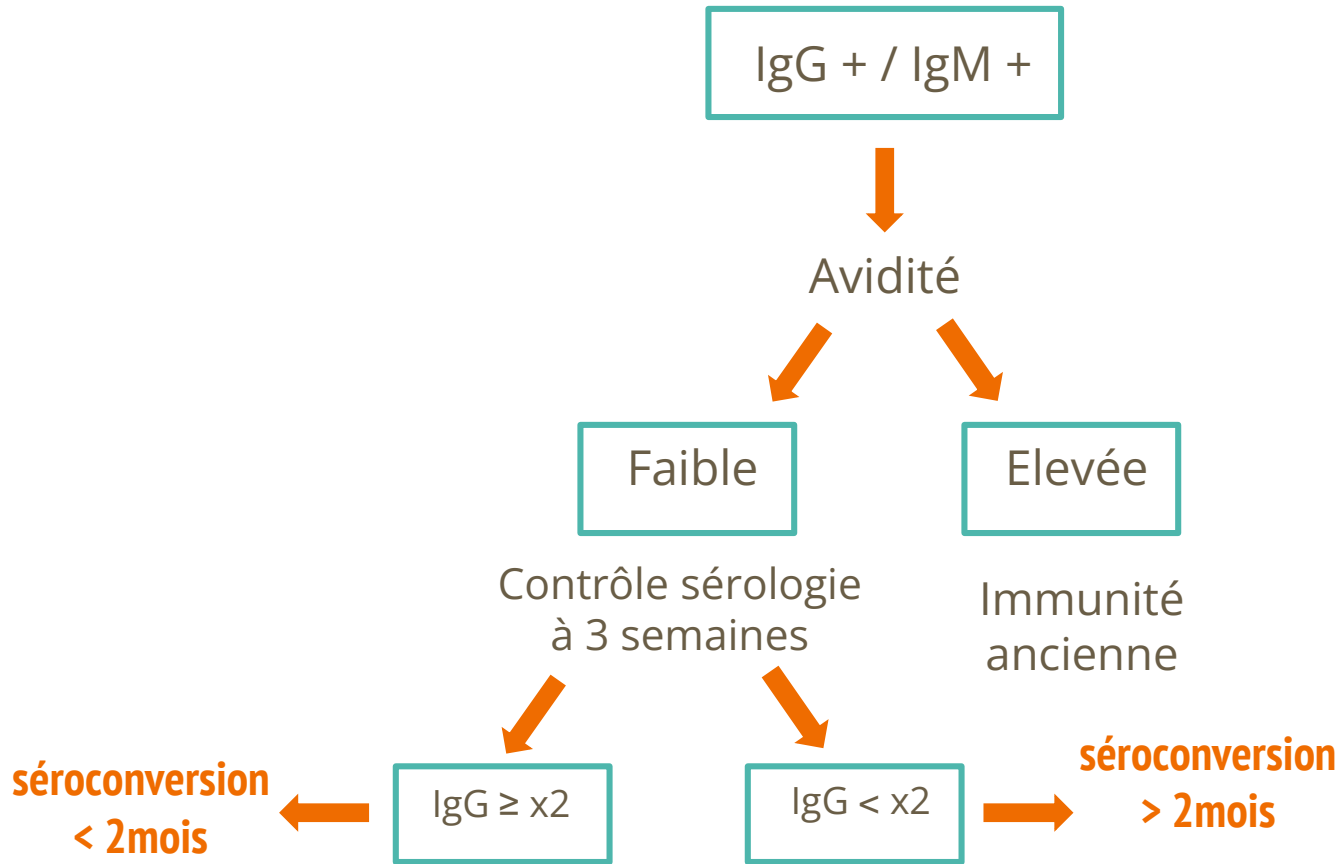 IgG + / IgM +
Avidité
Faible
Elevée
Contrôle sérologie
à 3 semaines
Immunité
ancienne
séroconversion
< 2mois
IgG ≥ x2
IgG < x2
séroconversion
> 2mois